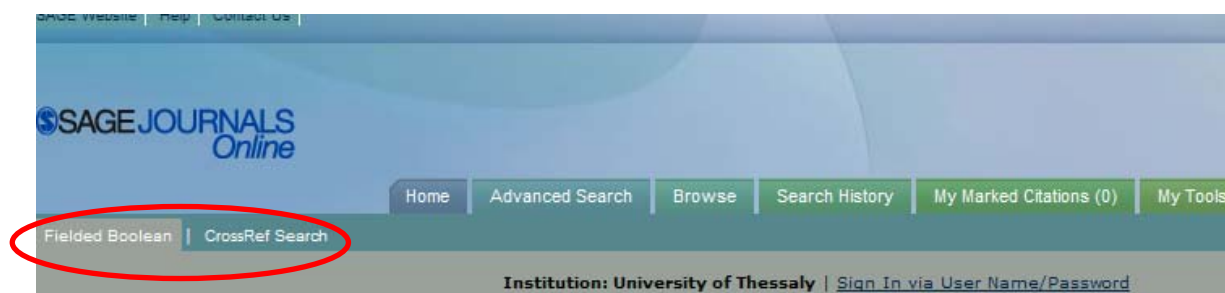 SAGE Website | Help | Contact Us |
SAGE JOURNALS
Online
Home Advanced Search Browse Search History My Marked Citations (0) My Tools
Fielded Boolean | CrossRef Search
Institution: University of Thessaly | Sign In via User Name/Password